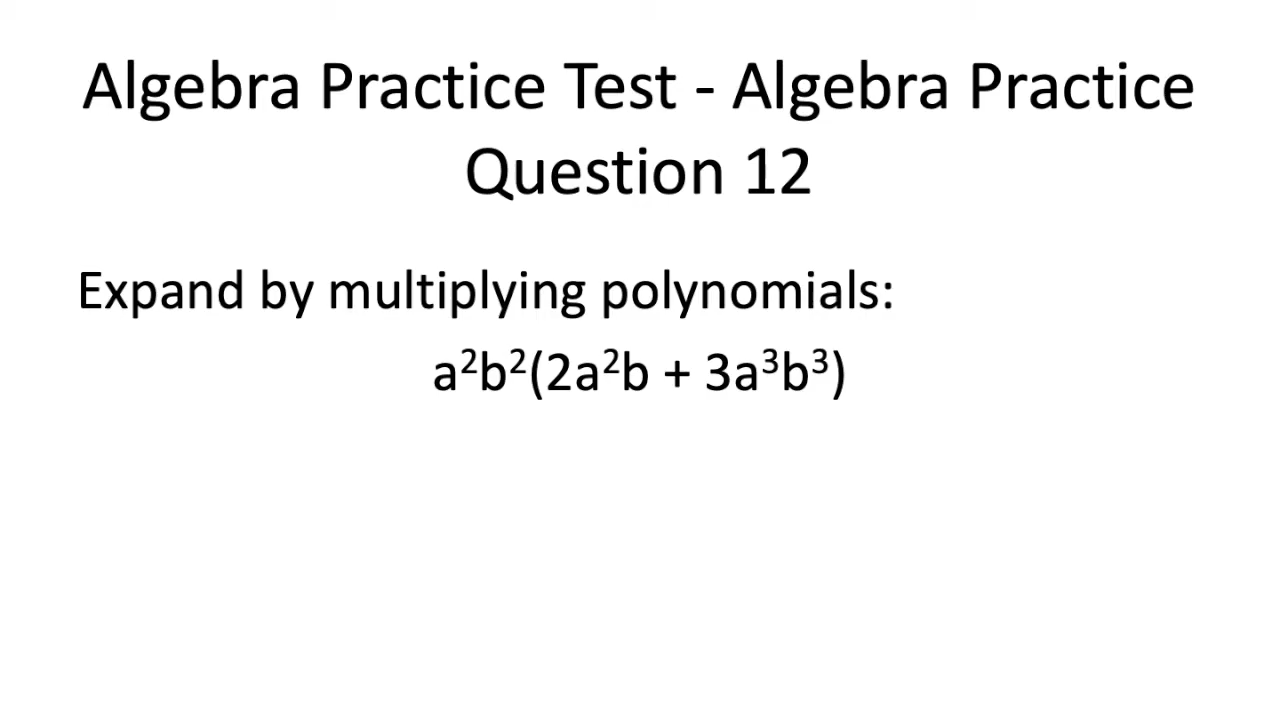 Algebra Practice Test - Algebra Practice
Question 12
Expand by multiplying polynomials:
a²b²(2a²b + 3a³b³)